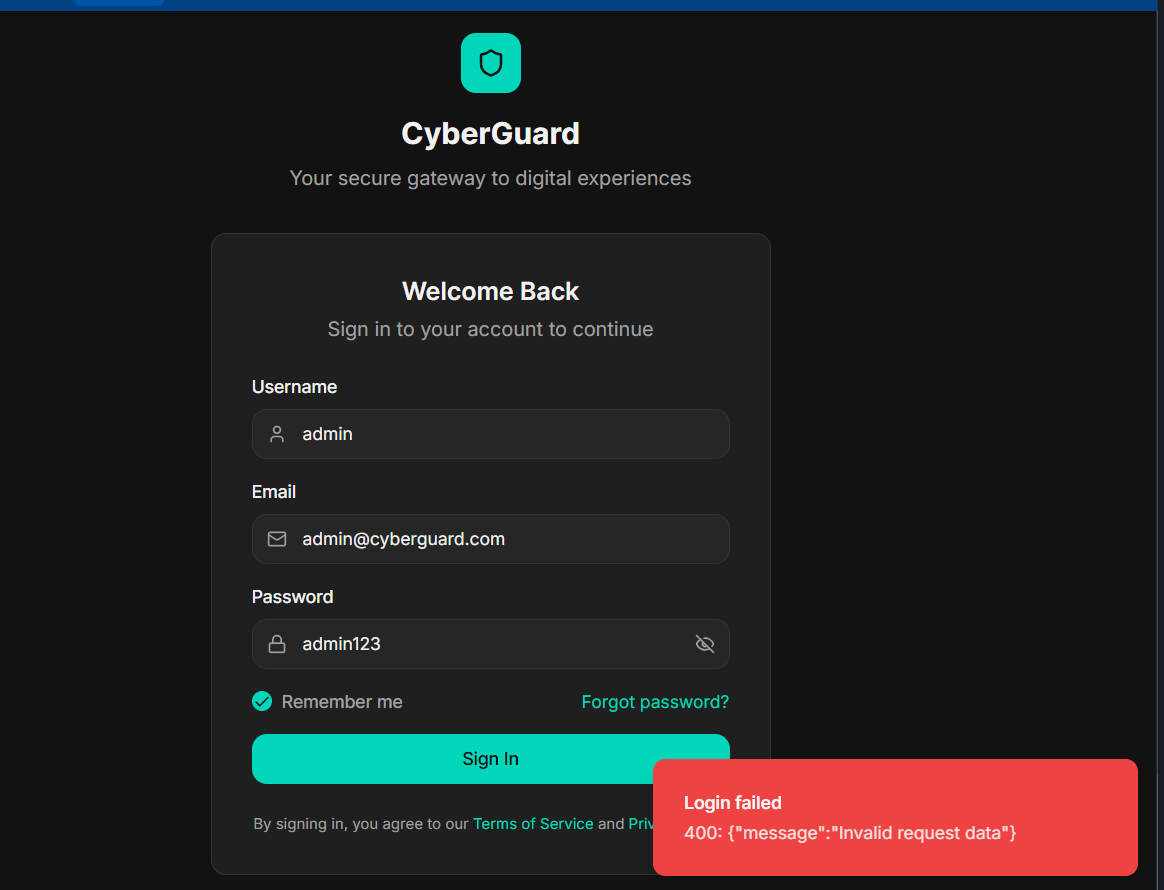 CyberGuard
Your secure gateway to digital experiences
Welcome Back
Sign in to your account to continue
Username
admin
Email
admin@cyberguard.com
Password
admin123
Remember me
Forgot password?
Sign In
By signing in, you agree to our Terms of Service and
Login failed
400: {"message":"Invalid request data"}